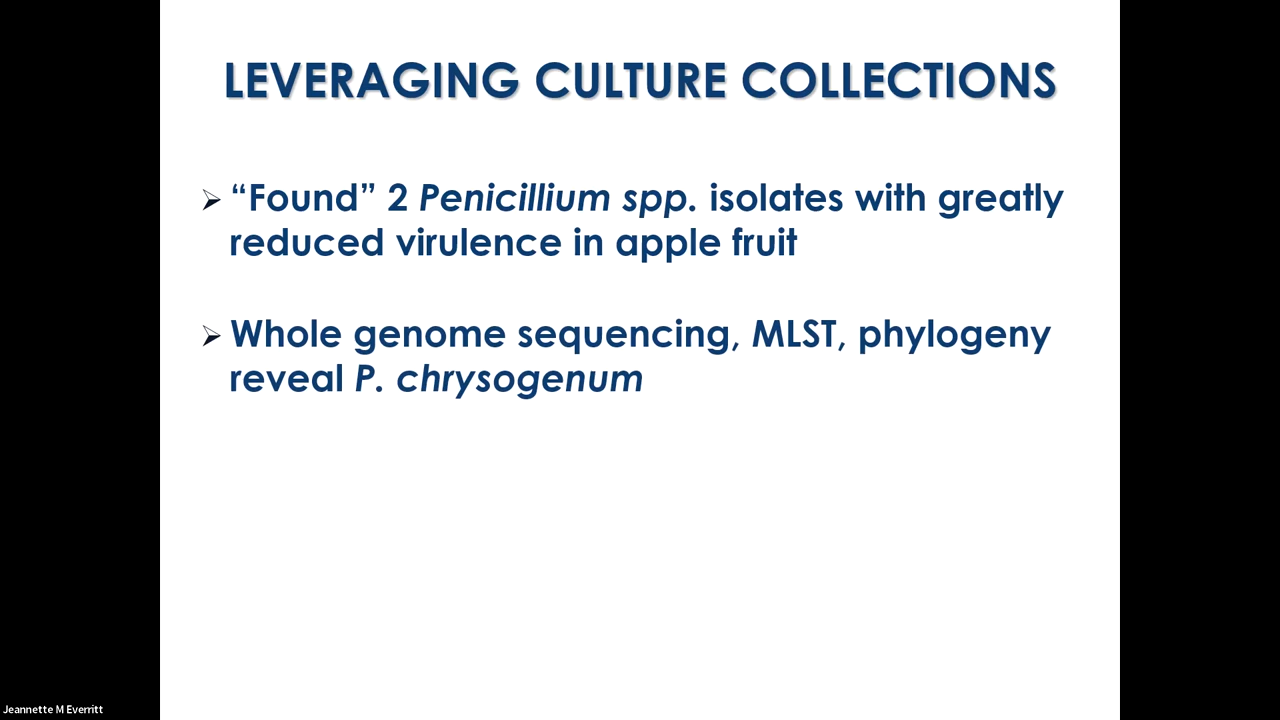 LEVERAGING CULTURE COLLECTIONS
➢ “Found” 2 Penicillium spp. isolates with greatly
reduced virulence in apple fruit
➢ Whole genome sequencing, MLST, phylogeny
reveal P. chrysogenum
Jeannette M Everritt